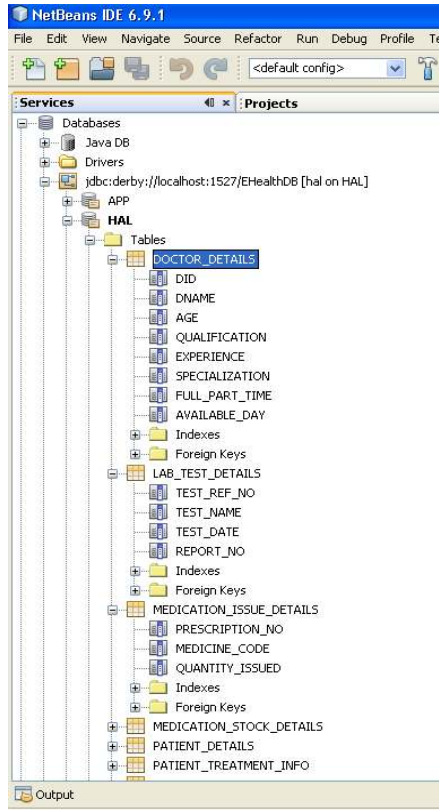 NetBeans IDE 6.9.1
File Edit View Navigate Source Refactor Run Debug Profile
<default config>
Services Projects
Databases
Java DB
Drivers
jdbc:derby://localhost:1527/EHealthDB [hal on HAL]
APP
HAL
Tables
DOCTOR_DETAILS
DID
DNAME
AGE
QUALIFICATION
EXPERIENCE
SPECIALIZATION
FULL_PART_TIME
AVAILABLE_DAY
Indexes
Foreign Keys
LAB_TEST_DETAILS
TEST_REF_NO
TEST_NAME
TEST_DATE
REPORT_NO
Indexes
Foreign Keys
MEDICATION_ISSUE_DETAILS
PRESCRIPTION_NO
MEDICINE_CODE
QUANTITY_ISSUED
Indexes
Foreign Keys
MEDICATION_STOCK_DETAILS
PATIENT_DETAILS
PATIENT_TREATMENT_INFO
Output